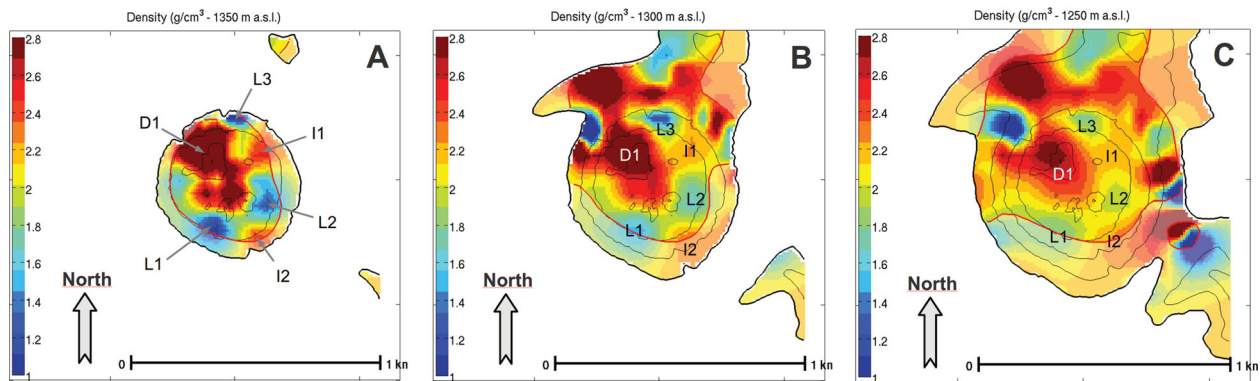 Density (g/cm³ - 1350 m a.s.l.)
2.8
2.6
2.4
2.2
2
1.8
1.6
1.4
1.2
1
A
L3
D1
I1
L2
L1
I2
North
0
1 kn
Density (g/cm³ - 1300 m a.s.l.)
2.8
2.6
2.4
2.2
2
1.8
1.6
1.4
1.2
1
B
L3
D1
I1
L2
L1
I2
North
0
1 kn
Density (g/cm³ - 1250 m a.s.l.)
2.8
2.6
2.4
2.2
2
1.8
1.6
1.4
1.2
1
C
L3
I1
D1
L2
L1
I2
North
0
1 kn